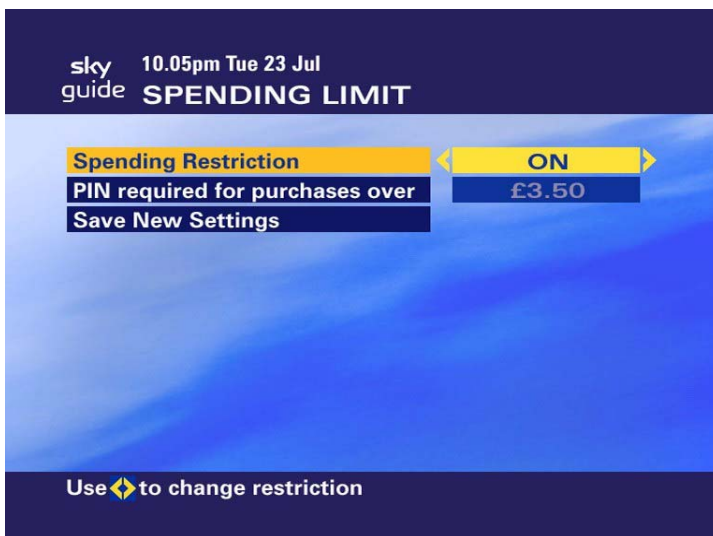 sky 10.05pm Tue 23 Jul
guide SPENDING LIMIT
Spending Restriction ON
PIN required for purchases over £3.50
Save New Settings
Use to change restriction